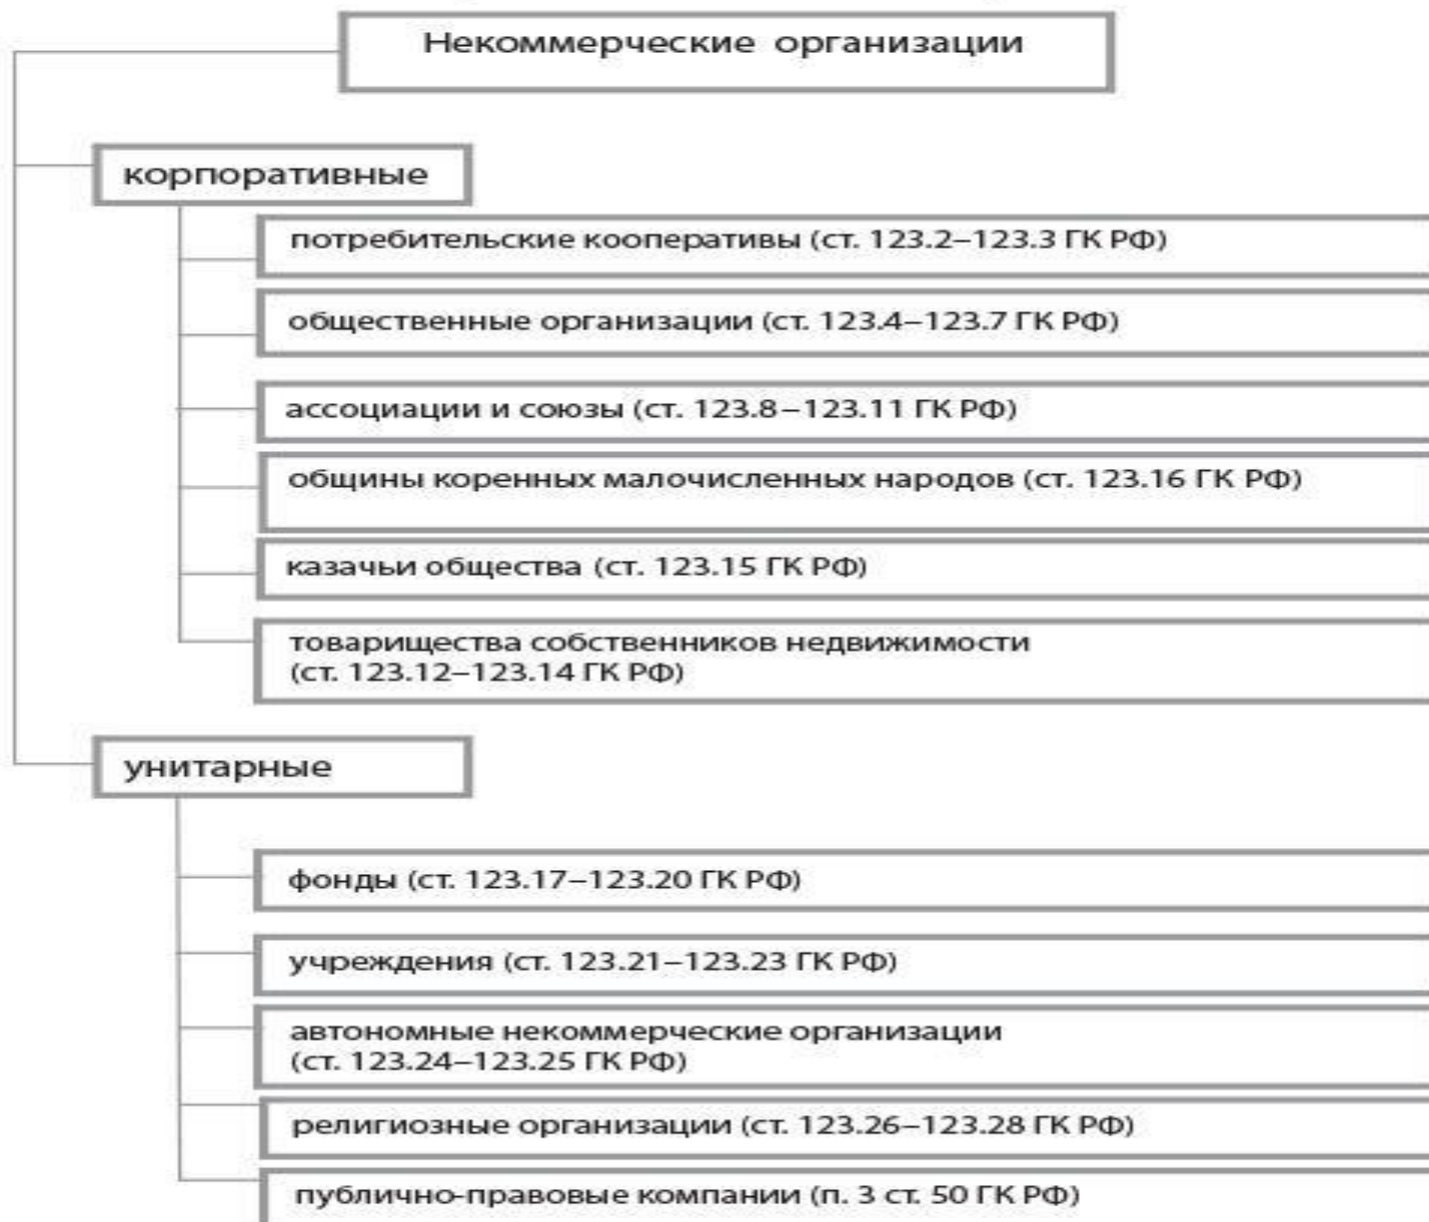 Некоммерческие организации
корпоративные
потребительские кооперативы (ст. 123.2–123.3 ГК РФ)
общественные организации (ст. 123.4–123.7 ГК РФ)
ассоциации и союзы (ст. 123.8–123.11 ГК РФ)
общины коренных малочисленных народов (ст. 123.16 ГК РФ)
казачьи общества (ст. 123.15 ГК РФ)
товарищества собственников недвижимости
(ст. 123.12–123.14 ГК РФ)
унитарные
фонды (ст. 123.17–123.20 ГК РФ)
учреждения (ст. 123.21–123.23 ГК РФ)
автономные некоммерческие организации
(ст. 123.24–123.25 ГК РФ)
религиозные организации (ст. 123.26–123.28 ГК РФ)
публично-правовые компании (п. 3 ст. 50 ГК РФ)